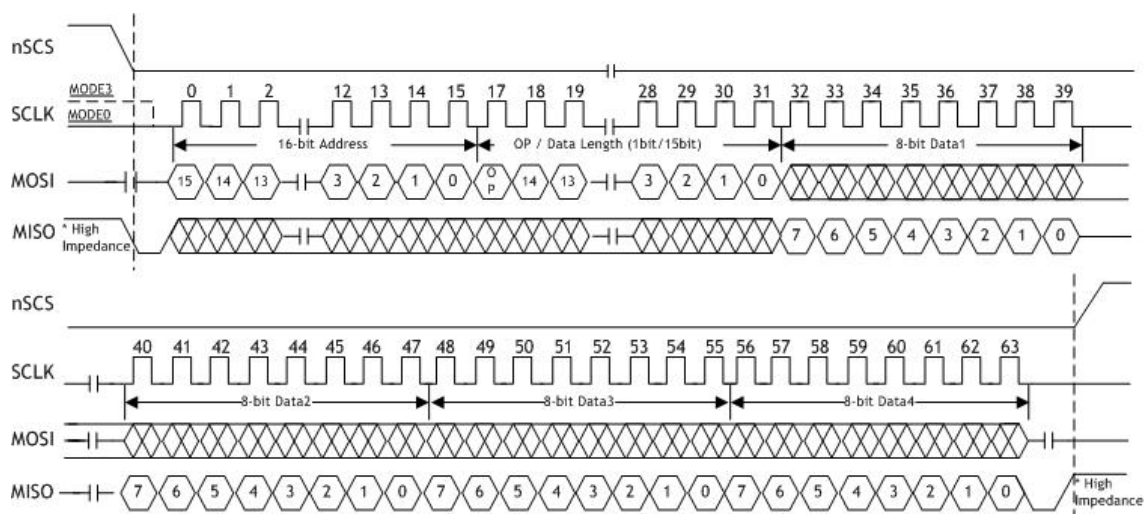 nSCS
MODE3
0 1 2 12 13 14 15 17 18 19 28 29 30 31 32 33 34 35 36 37 38 39
SCLK
MODE0
16-bit Address OP / Data Length (1bit/15bit) 8-bit Data1
MOSI 15 14 13 3 2 1 0 OP 14 13 3 2 1 0
MISO * High Impedance 7 6 5 4 3 2 1 0
nSCS
40 41 42 43 44 45 46 47 48 49 50 51 52 53 54 55 56 57 58 59 60 61 62 63
SCLK
8-bit Data2 8-bit Data3 8-bit Data4
MOSI
MISO 7 6 5 4 3 2 1 0 7 6 5 4 3 2 1 0 7 6 5 4 3 2 1 0 * High Impedance